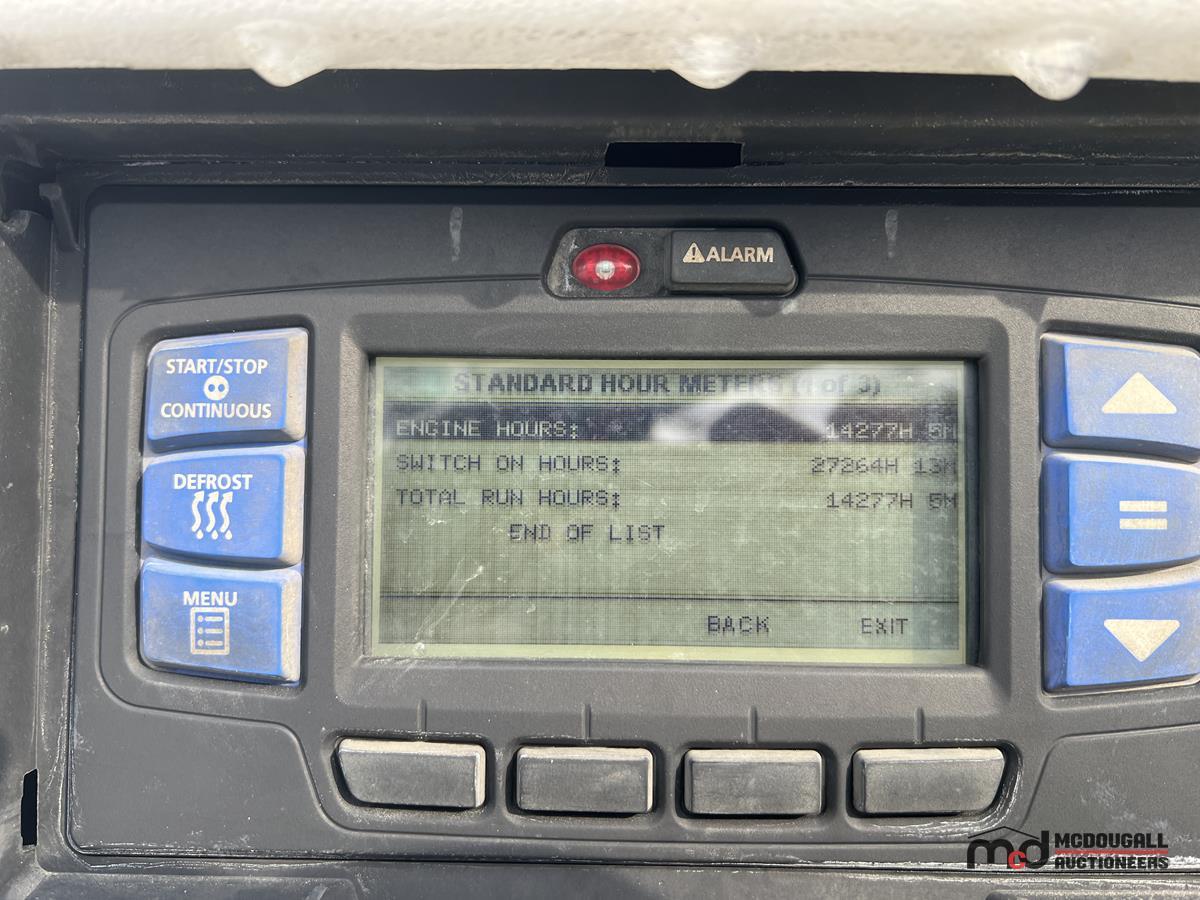 ⚠ALARM
START/STOP
CONTINUOUS
DEFROST
MENU
STANDARD HOUR METERS (1 of 3)
ENGINE HOURS: 14277H 5M
SWITCH ON HOURS: 27264H 13M
TOTAL RUN HOURS: 14277H 5M
END OF LIST
BACK EXIT
=
mcd MCDOUGALL
AUCTIONEERS